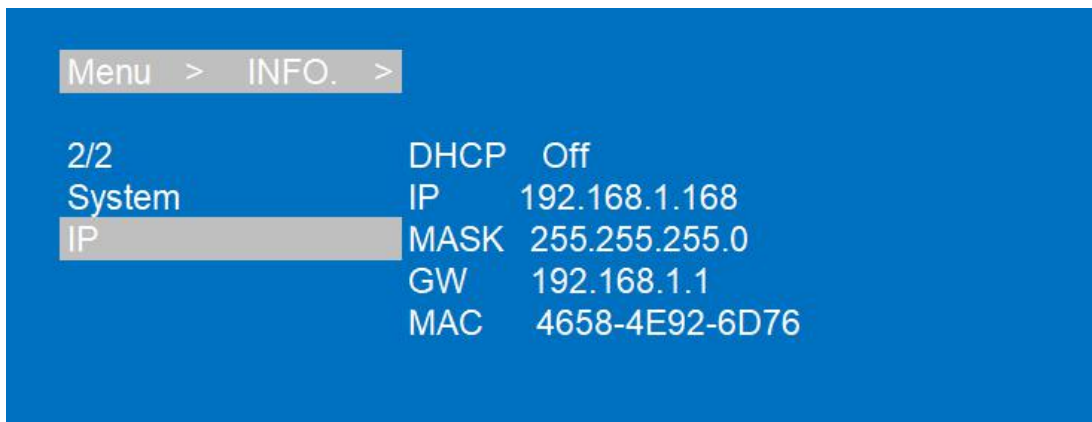 Menu > INFO. >
2/2 DHCP Off
System IP 192.168.1.168
IP MASK 255.255.255.0
GW 192.168.1.1
MAC 4658-4E92-6D76